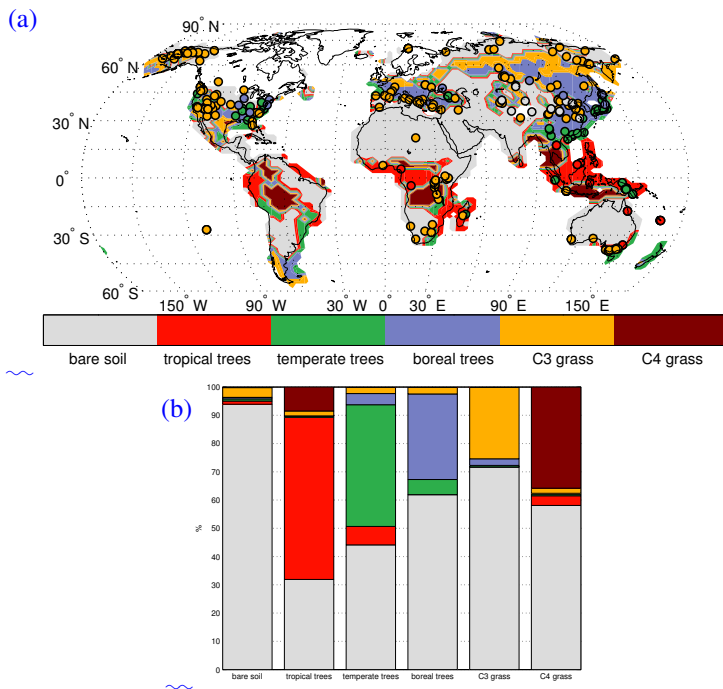 (a)
90° N
60° N
30° N
0°
30° S
60° S
150° W 90° W 30° W 0° 30° E 90° E 150° E
bare soil tropical trees temperate trees boreal trees C3 grass C4 grass
(b)
100
90
80
70
60
50
40
30
20
10
0
%
bare soil tropical trees temperate trees boreal trees C3 grass C4 grass